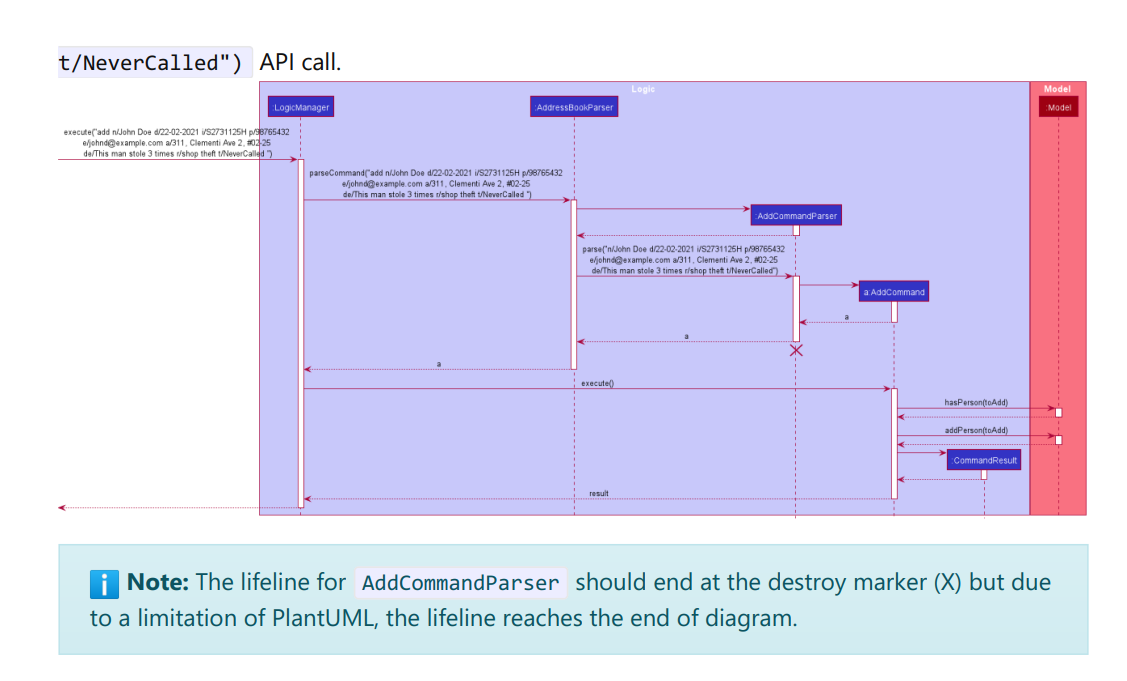 t/NeverCalled") API call.
Logic
Model
:LogicManager
:AddressBookParser
:Model
execute("add n/John Doe d/22-02-2021 i/S2731125H p/98765432
e/johnd@example.com a/311, Clementi Ave 2, #02-25
de/This man stole 3 times r/shop theft t/NeverCalled ")
parseCommand("add n/John Doe d/22-02-2021 i/S2731125H p/98765432
e/johnd@example.com a/311, Clementi Ave 2, #02-25
de/This man stole 3 times r/shop theft t/NeverCalled ")
:AddCommandParser
parse("n/John Doe d/22-02-2021 i/S2731125H p/98765432
e/johnd@example.com a/311, Clementi Ave 2, #02-25
de/This man stole 3 times r/shop theft t/NeverCalled")
a:AddCommand
a
a
a
execute()
hasPerson(toAdd)
addPerson(toAdd)
:CommandResult
result
i Note: The lifeline for AddCommandParser should end at the destroy marker (X) but due
to a limitation of PlantUML, the lifeline reaches the end of diagram.